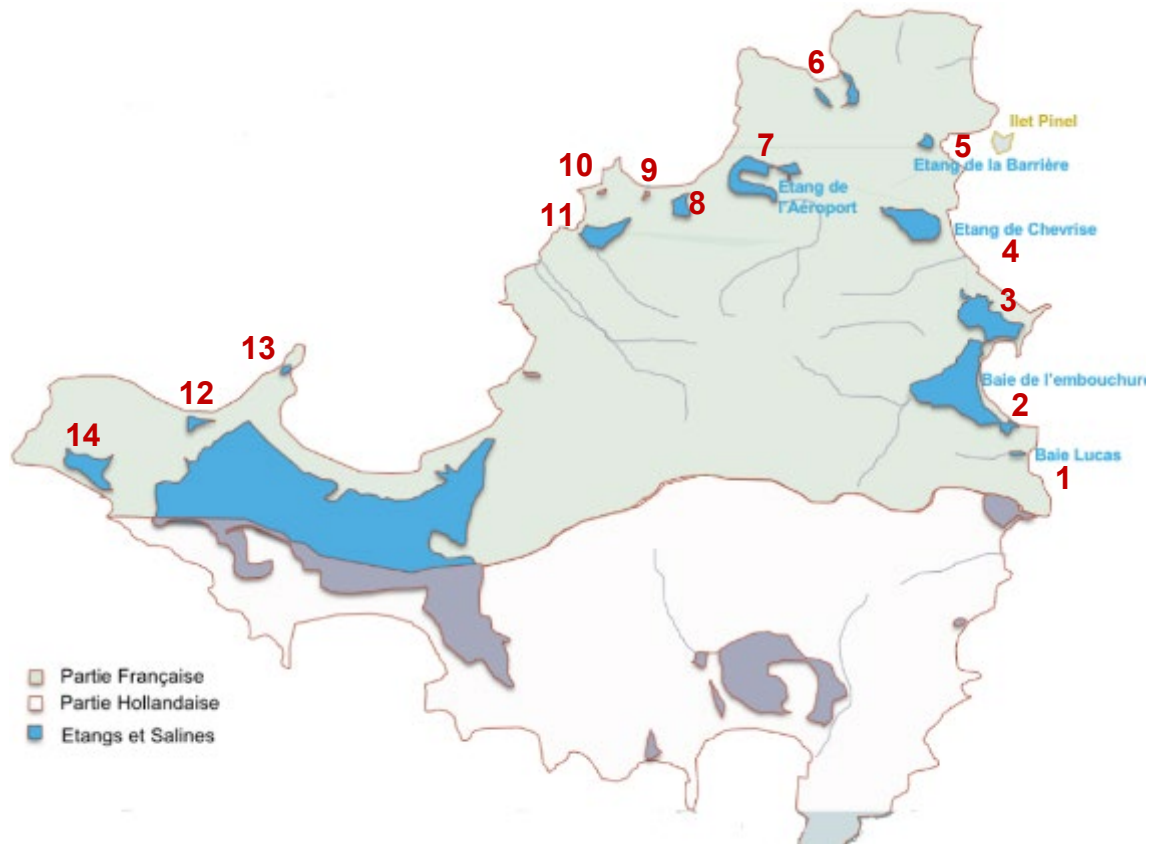 6
Ilet Pinel
7
5
10
9
Etang de la Barrière
8
Etang de
l'Aéroport
11
Etang de Chevrise
4
3
13
Baie de l'embouchure
12
2
14
Baie Lucas
1
Partie Française
Partie Hollandaise
Etangs et Salines